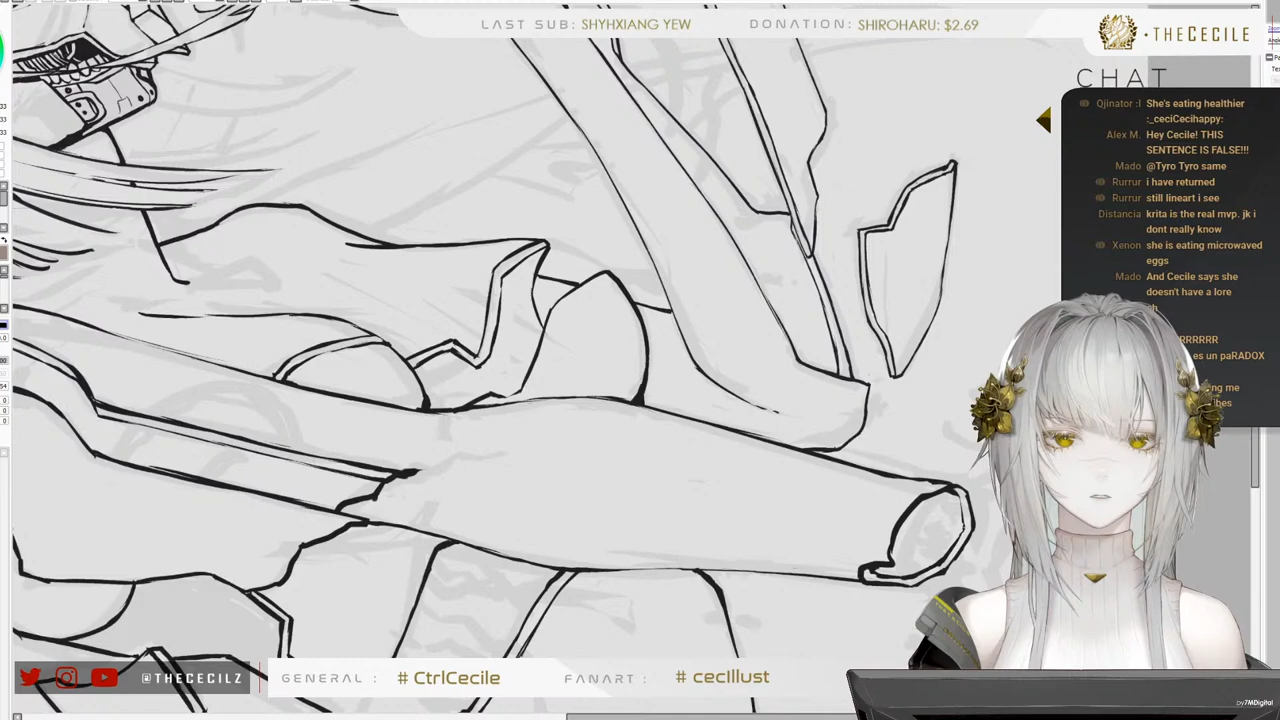 LAST SUB: SHYHXIANG YEW
DONATION: SHIROHARU: $2.69
•THECECILE
CHAT
Qjinator :I She's eating healthier
:_ceciCecihappy:
Alex M. Hey Cecile! THIS
SENTENCE IS FALSE!!!
Mado @Tyro Tyro same
Rurrur i have returned
Rurrur still lineart i see
Distancia krita is the real mvp. jk i
dont really know
Xenon she is eating microwaved
eggs
Mado And Cecile says she
doesn't have a lore
RRRRRR
es un paRADOX
ng me
@THECECILZ
GENERAL : # CtrlCecile
FANART : # cecIllust
by7MDigital